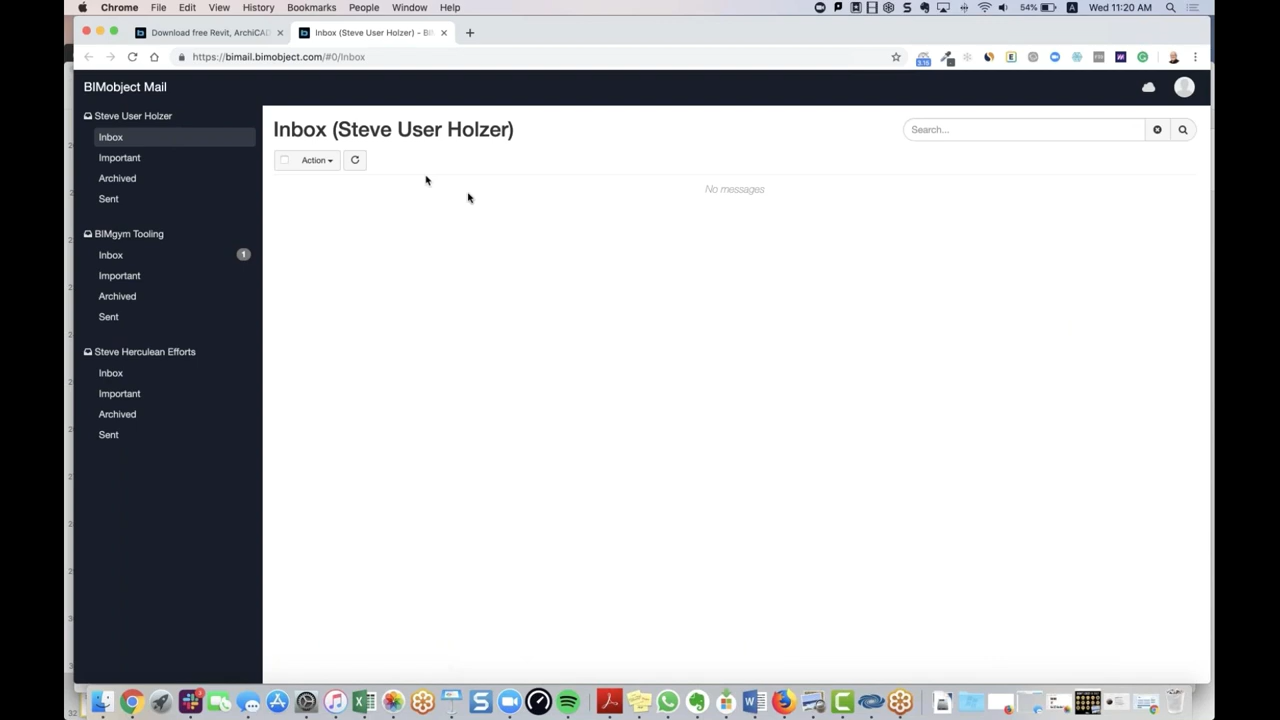 Chrome File Edit View History Bookmarks People Window Help 54% Wed 11:20 AM
Download free Revit, ArchiCAD Inbox (Steve User Holzer) - BIM
https://bimail.bimobject.com/#0/Inbox
BIMobject Mail
Steve User Holzer
Inbox
Important
Archived
Sent
BIMgym Tooling
Inbox 1
Important
Archived
Sent
Steve Herculean Efforts
Inbox
Important
Archived
Sent
Inbox (Steve User Holzer)
Search...
Action
No messages